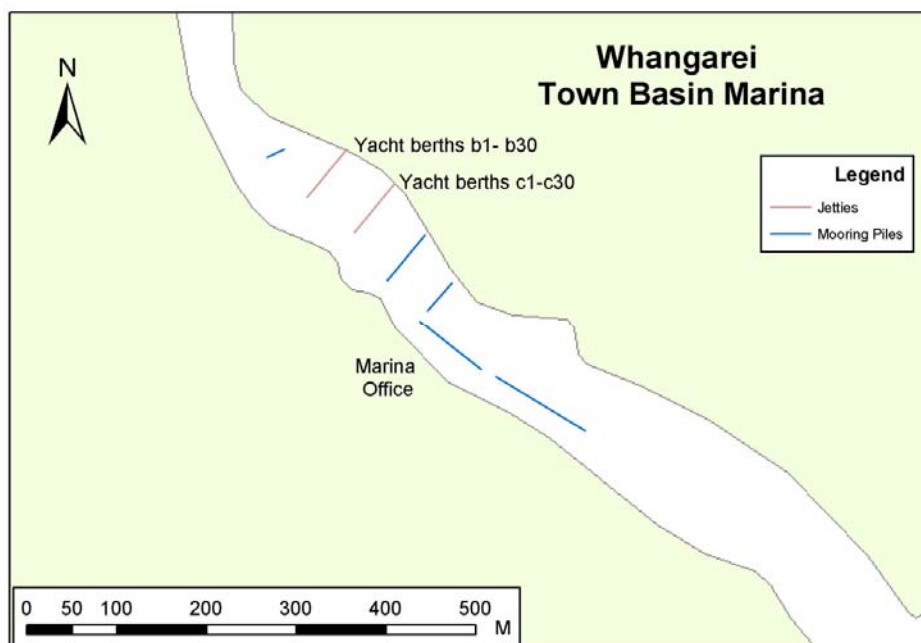 Whangarei
Town Basin Marina
N
Yacht berths b1- b30
Yacht berths c1-c30
Legend
Jetties
Mooring Piles
Marina
Office
0 50 100 200 300 400 500
M